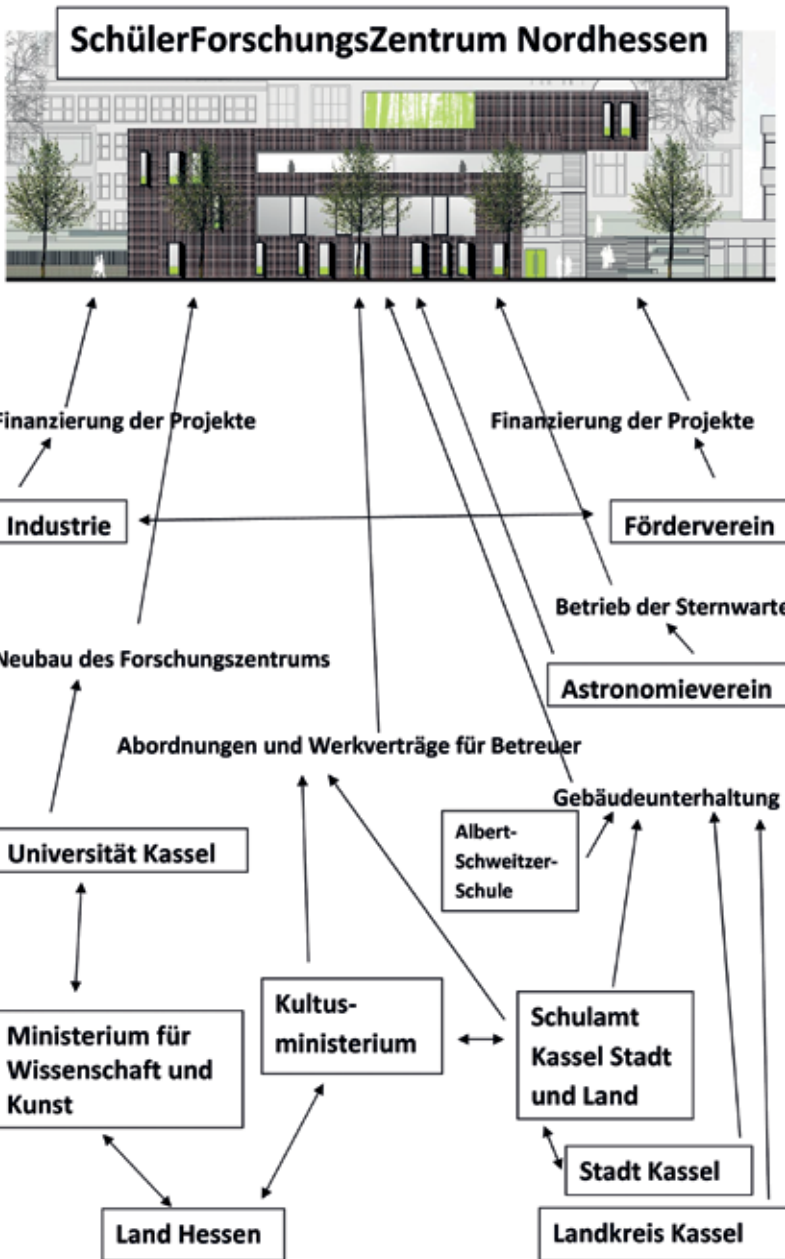 SchülerForschungsZentrum Nordhessen
Finanzierung der Projekte
Finanzierung der Projekte
Industrie
Förderverein
Betrieb der Sternwarte
Neubau des Forschungszentrums
Astronomieverein
Abordnungen und Werkverträge für Betreuer
Gebäudeunterhaltung
Albert-
Schweitzer-
Schule
Universität Kassel
Kultus-
ministerium
Schulamt
Kassel Stadt
und Land
Ministerium für
Wissenschaft und
Kunst
Stadt Kassel
Land Hessen
Landkreis Kassel